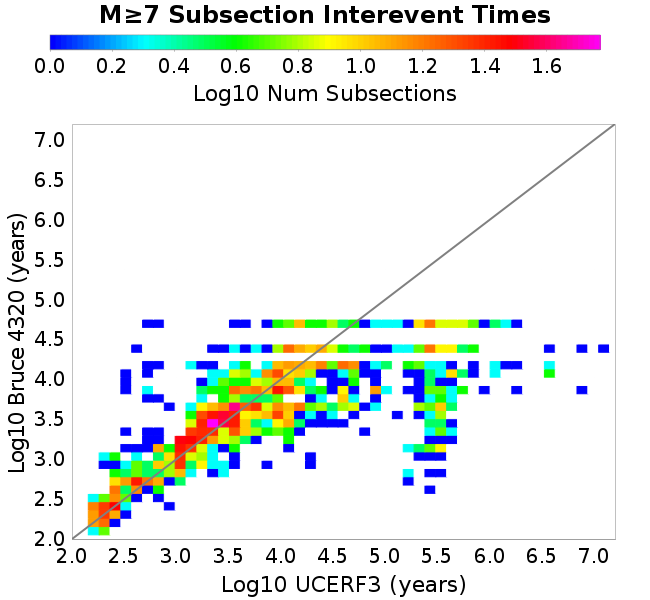 M≥7 Subsection Interevent Times
0.0 0.2 0.4 0.6 0.8 1.0 1.2 1.4 1.6
Log10 Num Subsections
7.0
6.5
6.0
5.5
5.0
4.5
4.0
3.5
3.0
2.5
2.0
Log10 Bruce 4320 (years)
2.0 2.5 3.0 3.5 4.0 4.5 5.0 5.5 6.0 6.5 7.0
Log10 UCERF3 (years)